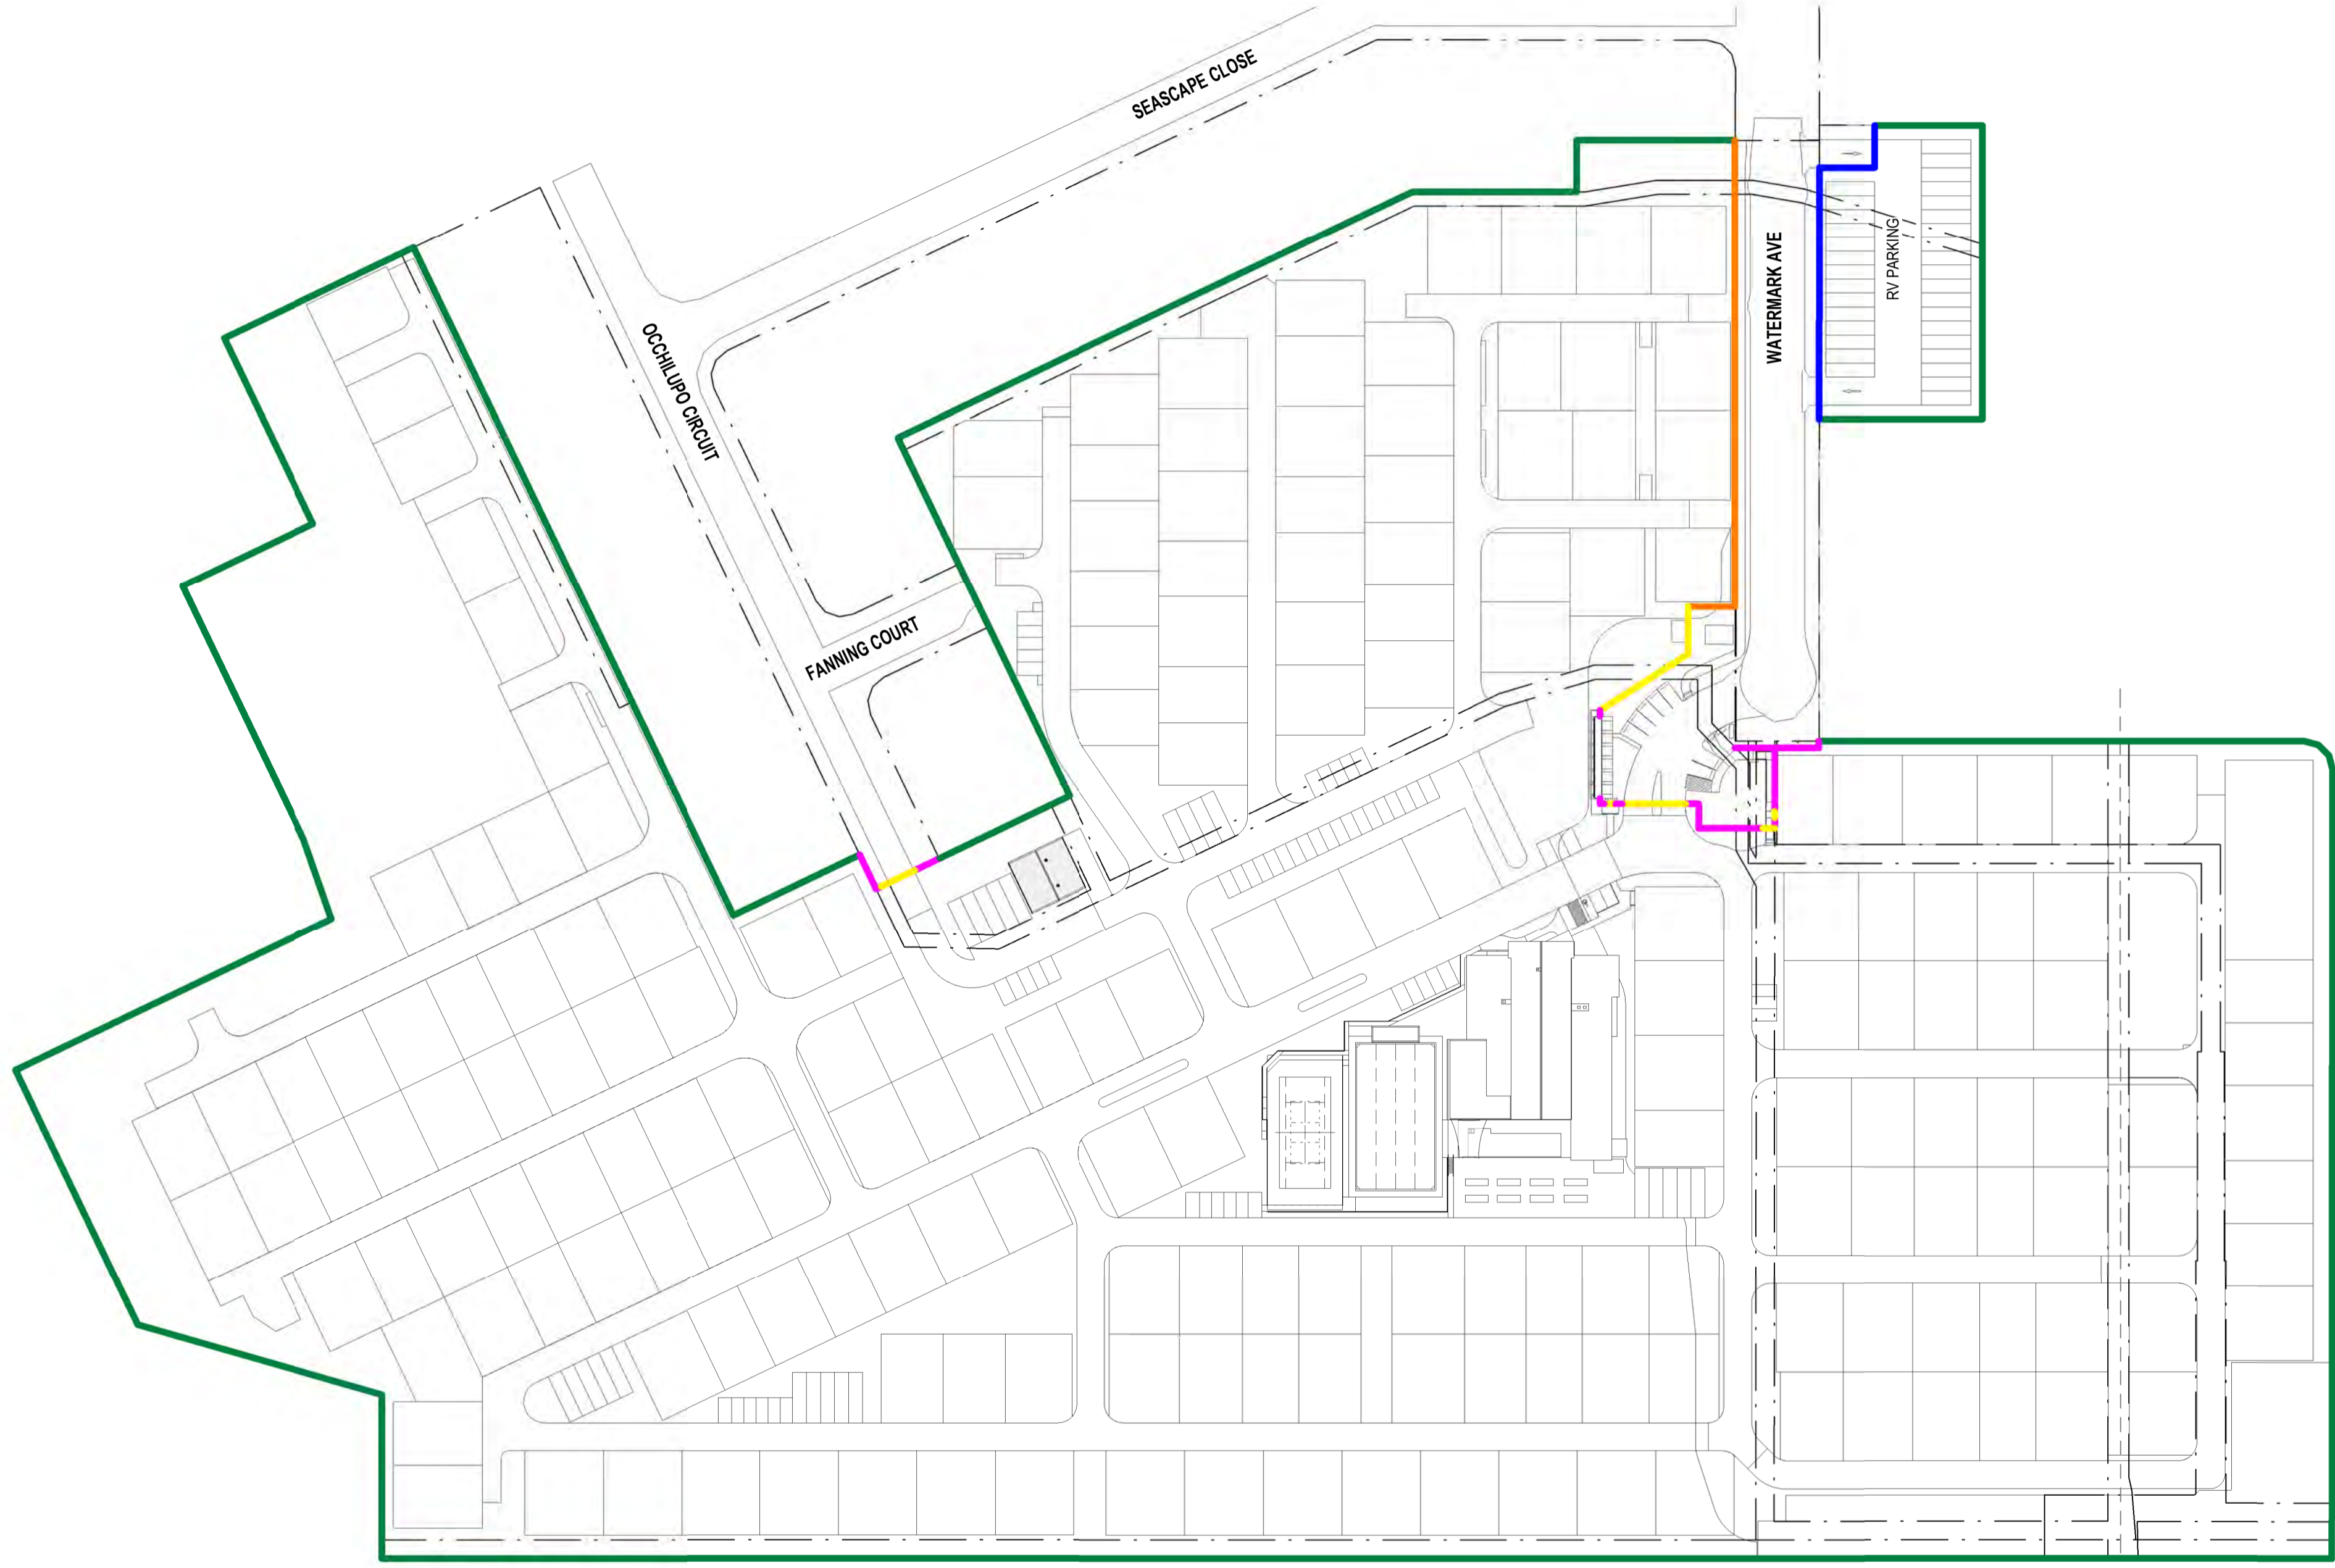 SEASCAPE CLOSE
OCCHILUPO CIRCUIT
WATERMARK AVE
RV PARKING
FANNING COURT